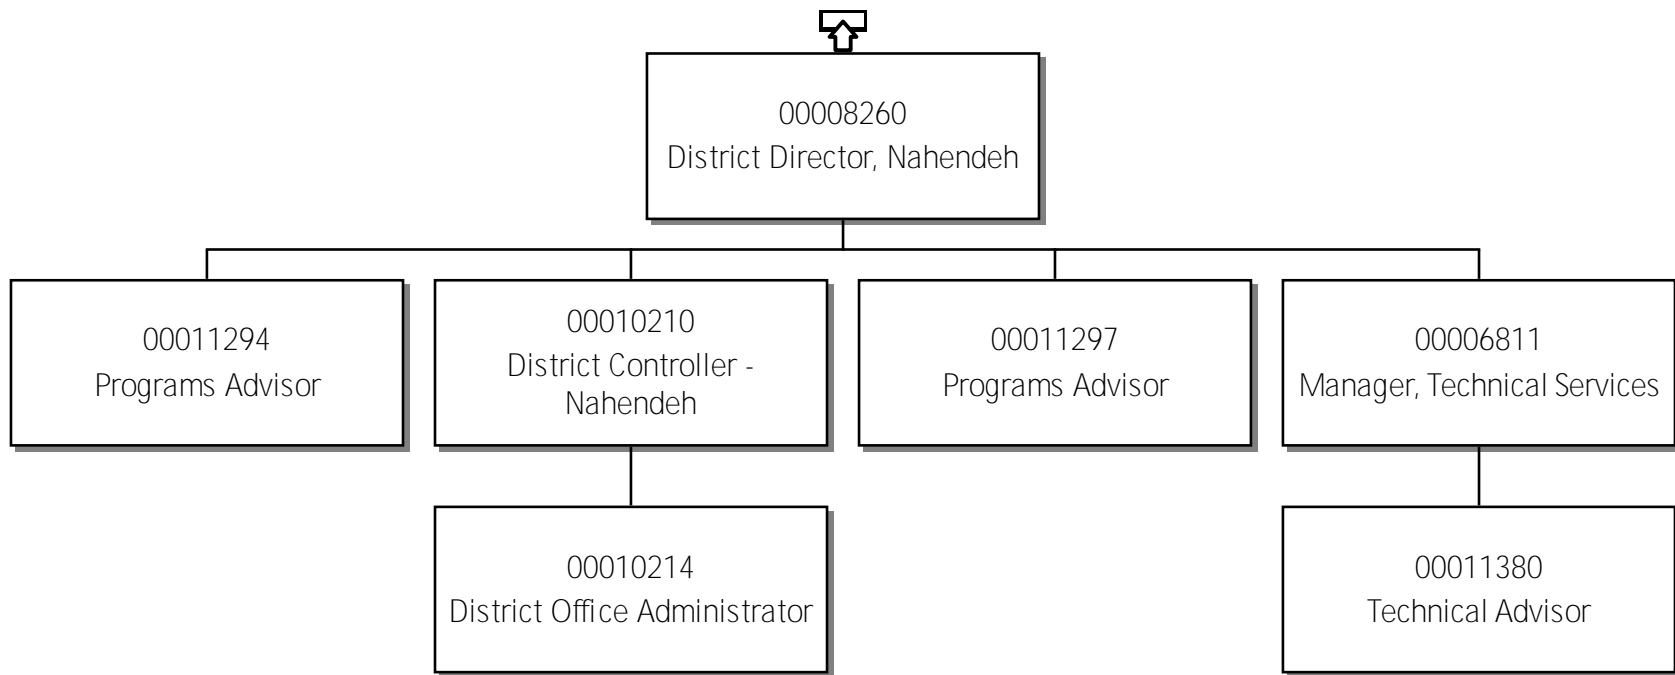 00008260
District Director, Nahendeh
00011294
Programs Advisor
00010210
District Controller -
Nahendeh
00011297
Programs Advisor
00006811
Manager, Technical Services
00010214
District Office Administrator
00011380
Technical Advisor